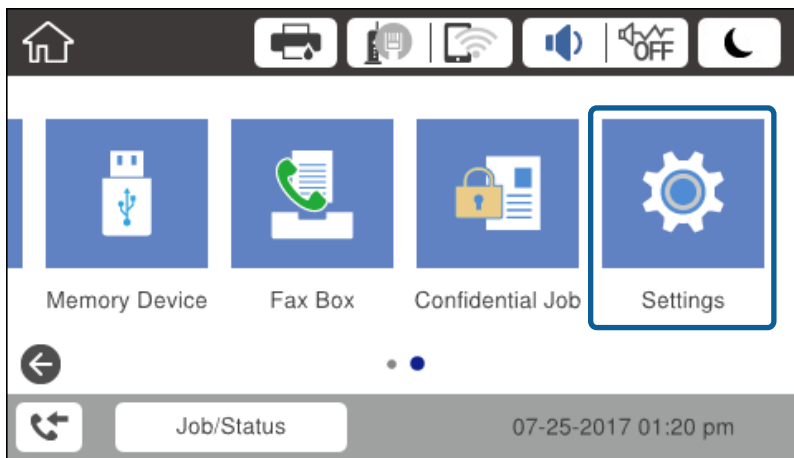 OFF
Memory Device
Fax Box
Confidential Job
Settings
Job/Status
07-25-2017 01:20 pm